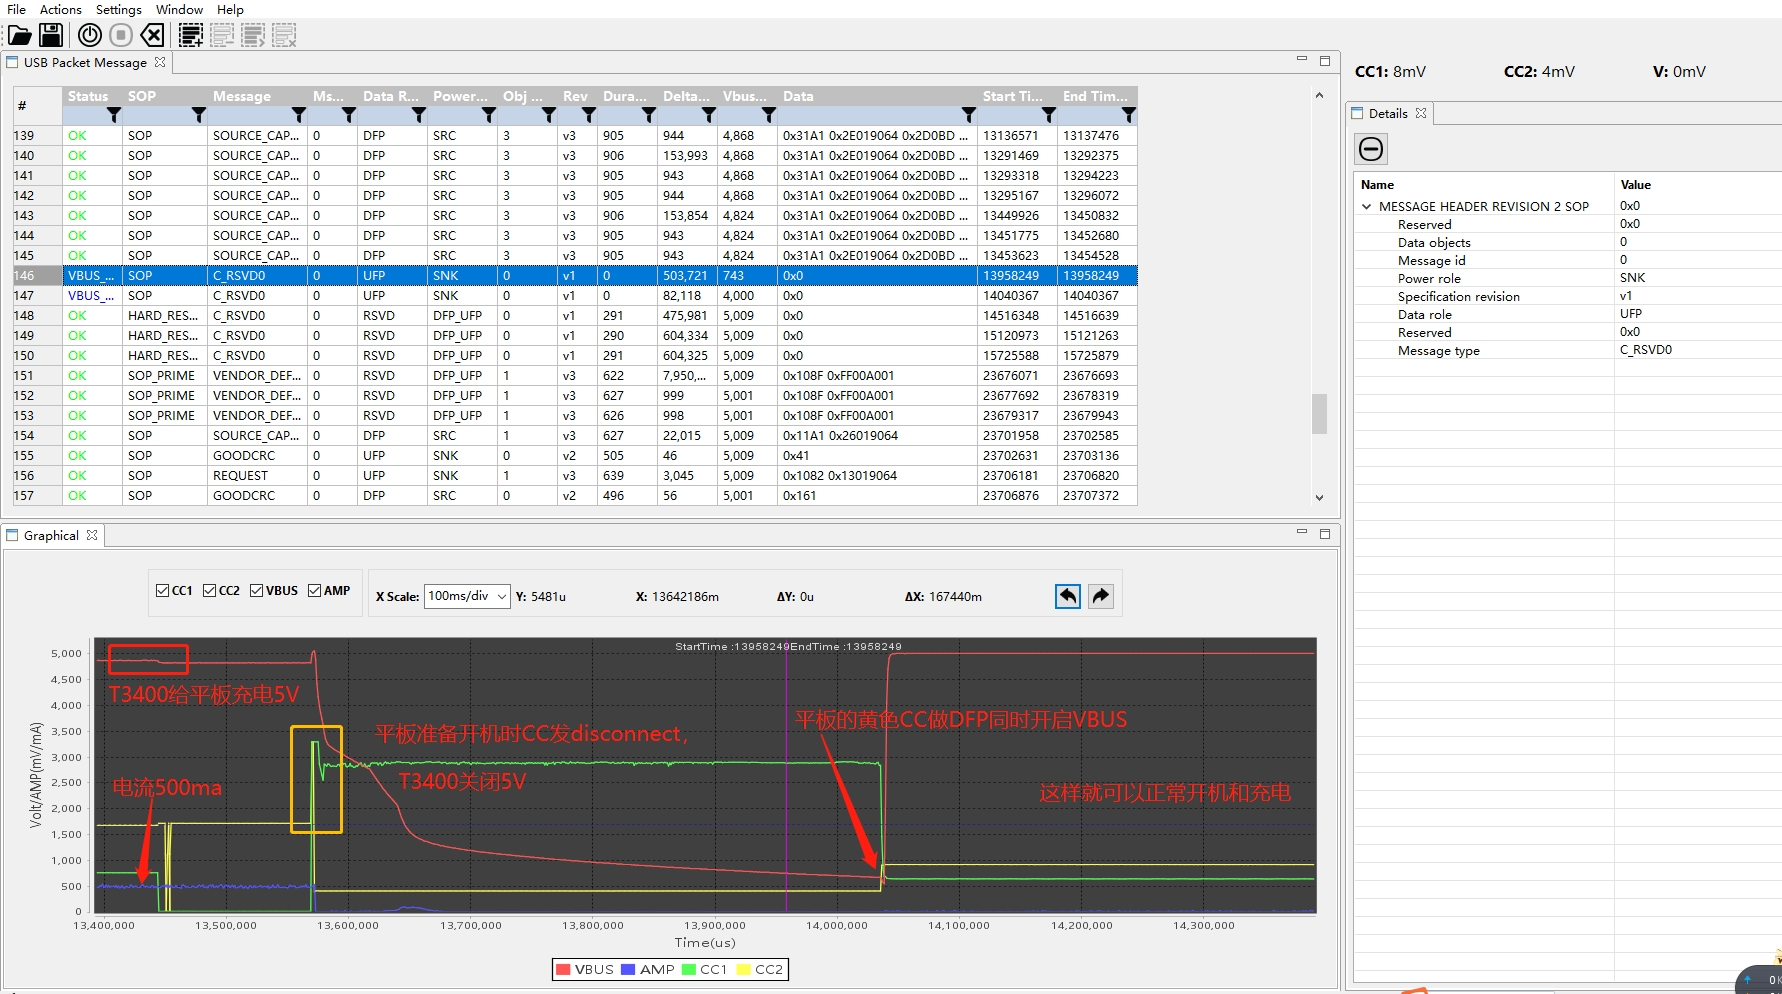 File Actions Settings Window Help
USB Packet Message
# Status SOP Message Ms... Data R... Power... Obj ... Rev Dura... Delta... Vbus... Data Start Ti... End Tim...
139 OK SOP SOURCE_CAP... 0 DFP SRC 3 v3 905 944 4,868 0x31A1 0x2E019064 0x2D0BD ... 13136571 13137476
140 OK SOP SOURCE_CAP... 0 DFP SRC 3 v3 906 153,993 4,868 0x31A1 0x2E019064 0x2D0BD ... 13291469 13292375
141 OK SOP SOURCE_CAP... 0 DFP SRC 3 v3 905 943 4,868 0x31A1 0x2E019064 0x2D0BD ... 13293318 13294223
142 OK SOP SOURCE_CAP... 0 DFP SRC 3 v3 905 944 4,868 0x31A1 0x2E019064 0x2D0BD ... 13295167 13296072
143 OK SOP SOURCE_CAP... 0 DFP SRC 3 v3 906 153,854 4,824 0x31A1 0x2E019064 0x2D0BD ... 13449926 13450832
144 OK SOP SOURCE_CAP... 0 DFP SRC 3 v3 905 943 4,824 0x31A1 0x2E019064 0x2D0BD ... 13451775 13452680
145 OK SOP SOURCE_CAP... 0 DFP SRC 3 v3 905 943 4,824 0x31A1 0x2E019064 0x2D0BD ... 13453623 13454528
146 VBUS_... SOP C_RSVD0 0 UFP SNK 0 v1 0 503,721 743 0x0 13958249 13958249
147 VBUS_... SOP C_RSVD0 0 UFP SNK 0 v1 0 82,118 4,000 0x0 14040367 14040367
148 OK HARD_RES... C_RSVD0 0 RSVD DFP_UFP 0 v1 291 475,981 5,009 0x0 14516348 14516639
149 OK HARD_RES... C_RSVD0 0 RSVD DFP_UFP 0 v1 290 604,334 5,009 0x0 15120973 15121263
150 OK HARD_RES... C_RSVD0 0 RSVD DFP_UFP 0 v1 291 604,325 5,009 0x0 15725588 15725879
151 OK SOP_PRIME VENDOR_DEF... 0 RSVD DFP_UFP 1 v3 622 7,950,... 5,009 0x108F 0xFF00A001 23676071 23676693
152 OK SOP_PRIME VENDOR_DEF... 0 RSVD DFP_UFP 1 v3 627 999 5,001 0x108F 0xFF00A001 23677692 23678319
153 OK SOP_PRIME VENDOR_DEF... 0 RSVD DFP_UFP 1 v3 626 998 5,001 0x108F 0xFF00A001 23679317 23679943
154 OK SOP SOURCE_CAP... 0 DFP SRC 1 v3 627 22,015 5,009 0x11A1 0x26019064 23701958 23702585
155 OK SOP GOODCRC 0 UFP SNK 0 v2 505 46 5,009 0x41 23702631 23703136
156 OK SOP REQUEST 0 UFP SNK 1 v3 639 3,045 5,009 0x1082 0x13019064 23706181 23706820
157 OK SOP GOODCRC 0 DFP SRC 0 v2 496 56 5,001 0x161 23706876 23707372
CC1: 8mV CC2: 4mV V: 0mV
Details
Name Value
MESSAGE HEADER REVISION 2 SOP 0x0
Reserved 0x0
Data objects 0
Message id 0
Power role SNK
Specification revision v1
Data role UFP
Reserved 0x0
Message type C_RSVD0
Graphical
CC1 CC2 VBUS AMP X Scale: 100ms/div Y: 5481u X: 13642186m ΔY: 0u ΔX: 167440m
StartTime :13958249EndTime :13958249
Volt/AMP(mV/mA)
5,000
4,500
4,000
3,500
3,000
2,500
2,000
1,500
1,000
500
0
T3400给平板充电5V
平板准备开机时CC发disconnect，
T3400关闭5V
电流500ma
平板的黄色CC做DFP同时开启VBUS
这样就可以正常开机和充电
13,400,000 13,500,000 13,600,000 13,700,000 13,800,000 13,900,000 14,000,000 14,100,000 14,200,000 14,300,000
Time(us)
VBUS AMP CC1 CC2